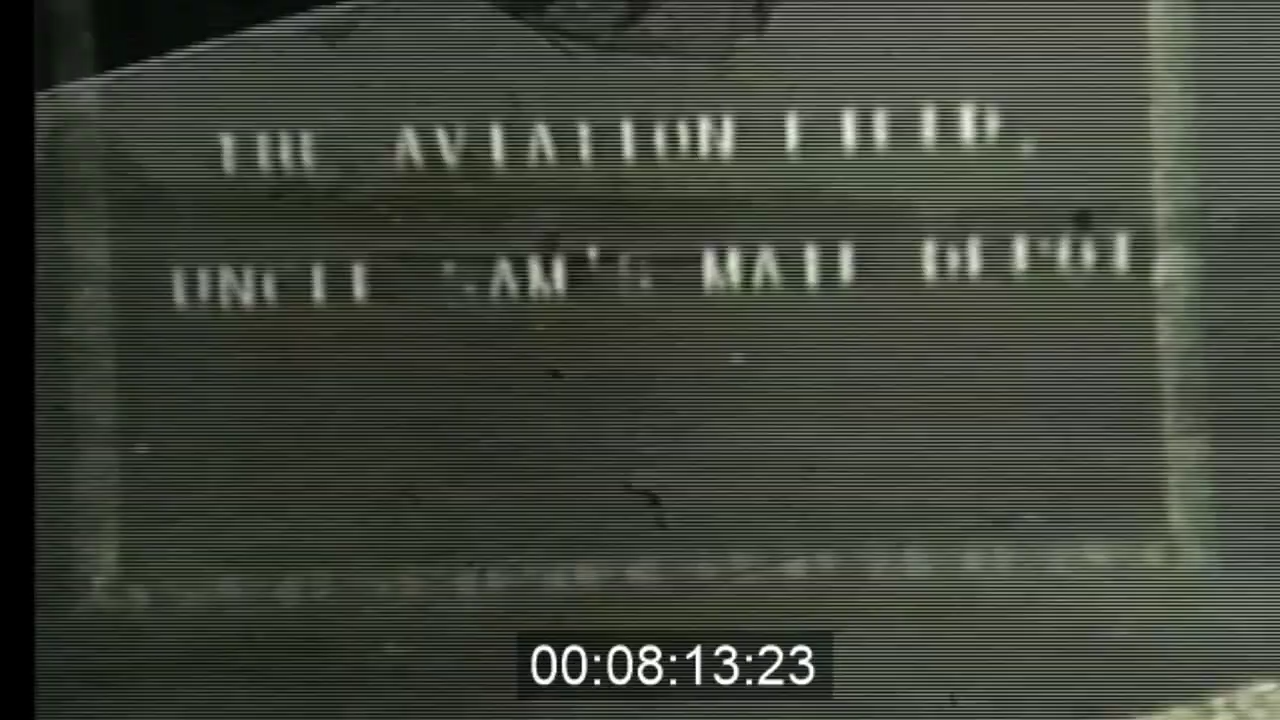 THE AVIATION FIELD,
UNCLE SAM'S MAIL DEPOT
00:08:13:23